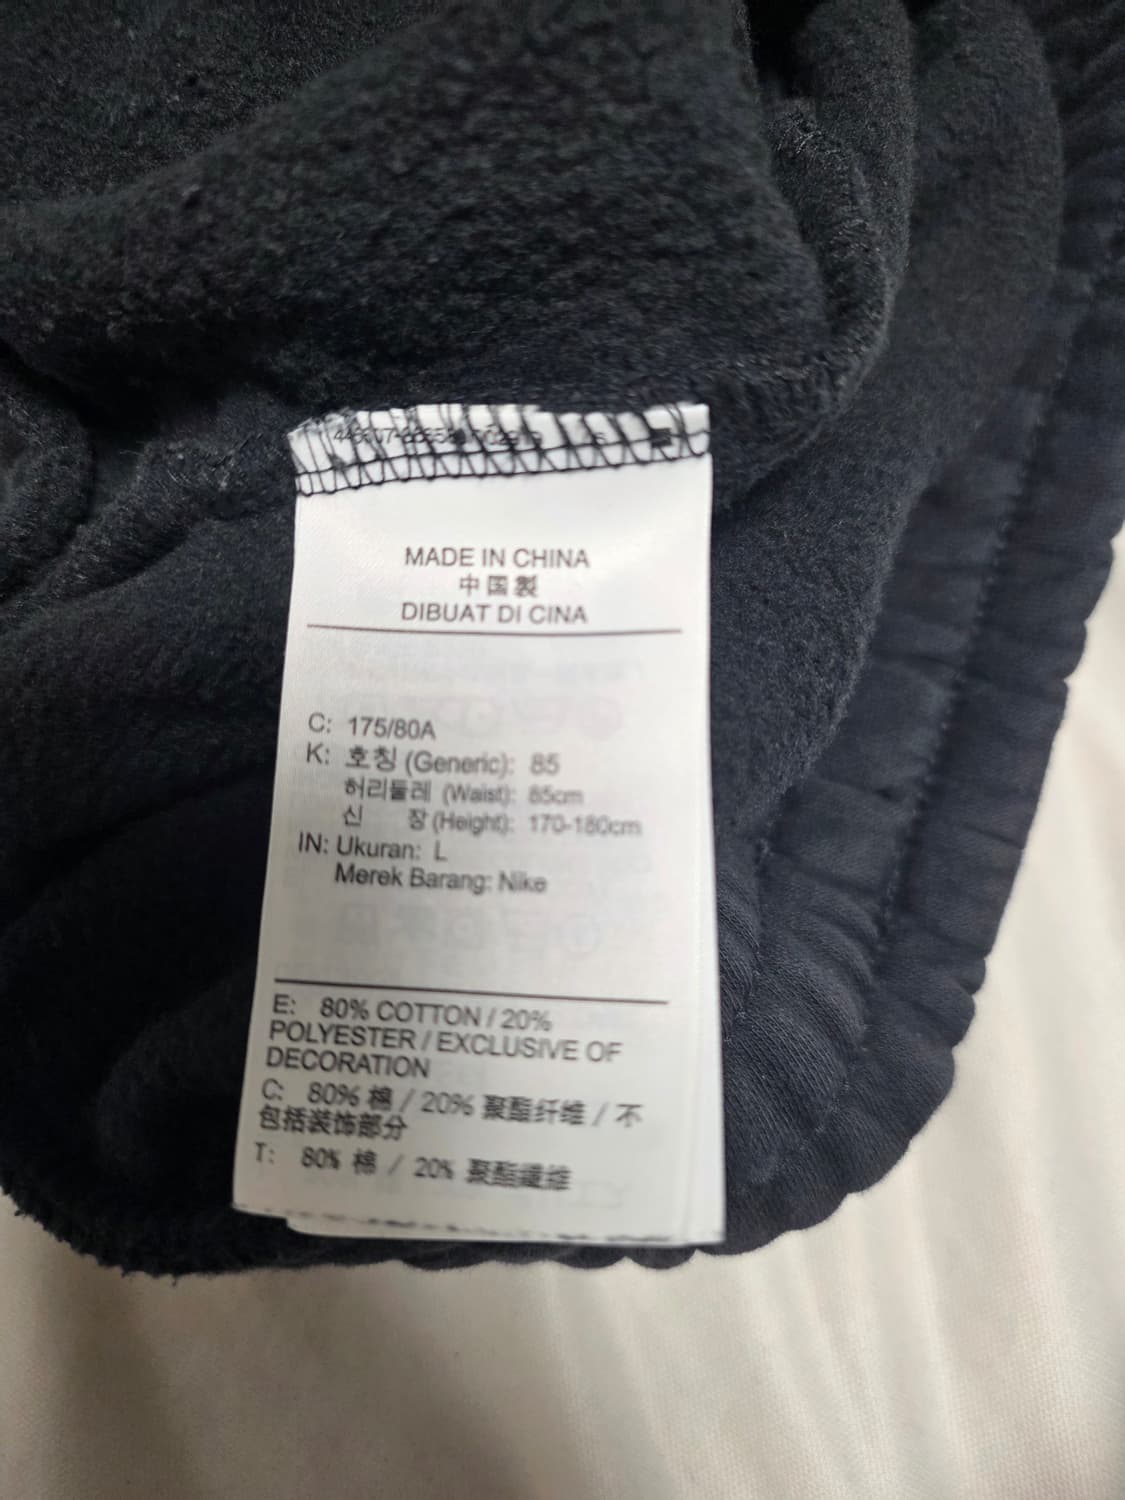 MADE IN CHINA
中国製
DIBUAT DI CINA
C: 175/80A
K: 호칭 (Generic): 85
허리둘레 (Waist): 85cm
신 장 (Height): 170-180cm
IN: Ukuran: L
Merek Barang: Nike
E: 80% COTTON / 20%
POLYESTER / EXCLUSIVE OF
DECORATION
C: 80% 棉 / 20% 聚酯纤维 / 不
包括装饰部分
T: 80% 棉 / 20% 聚酯纖維